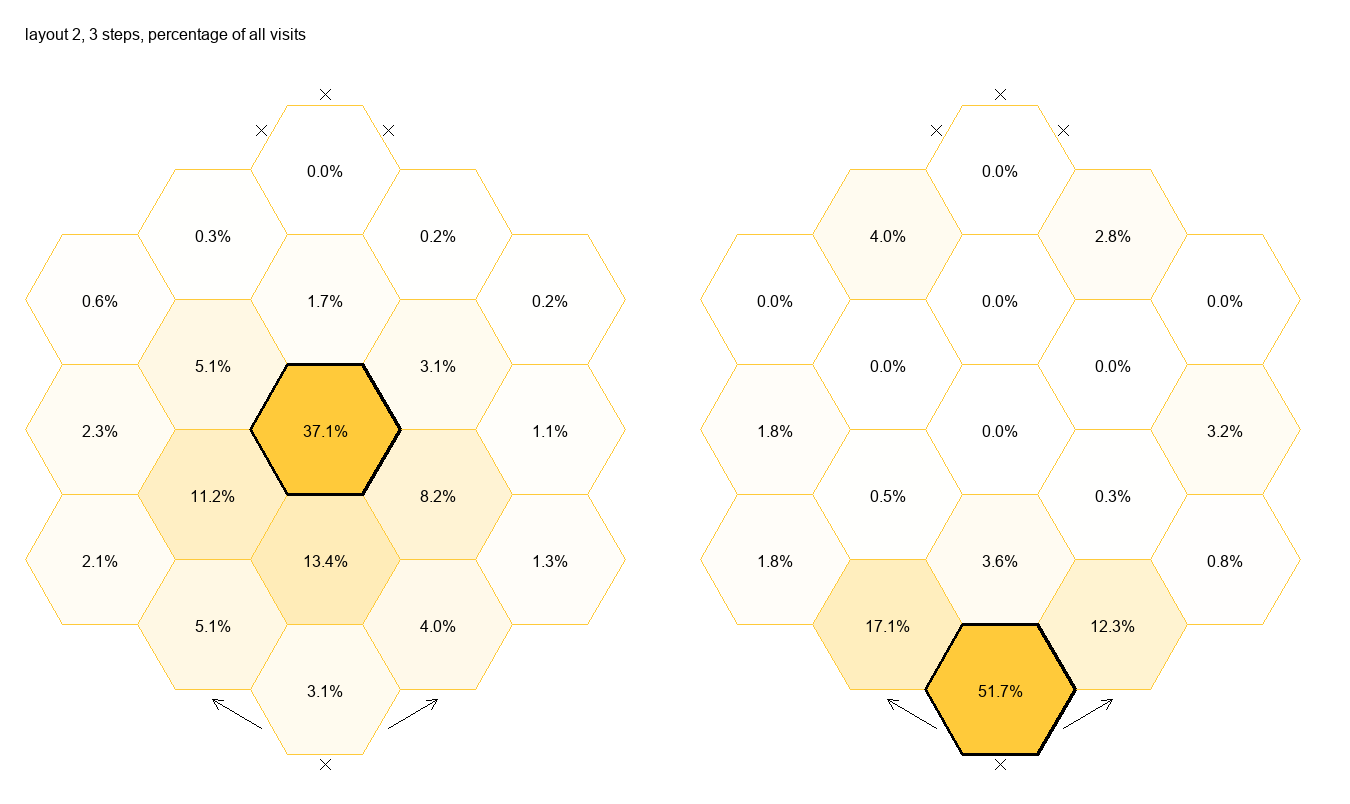 layout 2, 3 steps, percentage of all visits
0.0% 0.0%
0.3% 0.2% 4.0% 2.8%
0.6% 1.7% 0.2% 0.0% 0.0% 0.0%
5.1% 3.1% 0.0% 0.0%
2.3% 37.1% 1.1% 1.8% 0.0% 3.2%
11.2% 8.2% 0.5% 0.3%
2.1% 13.4% 1.3% 1.8% 3.6% 0.8%
5.1% 4.0% 17.1% 12.3%
3.1% 51.7%